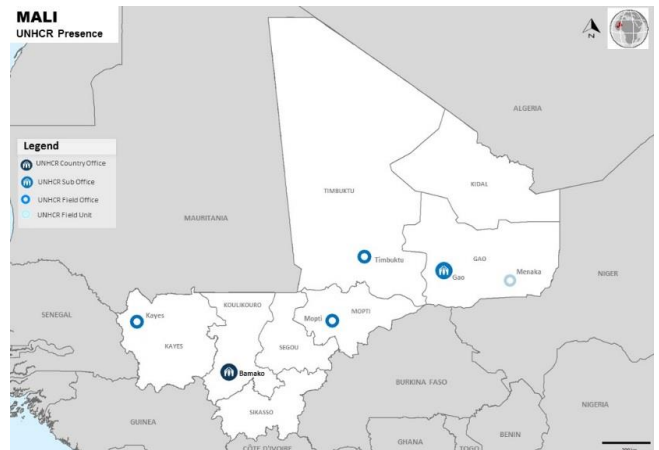 MALI
UNHCR Presence
N
ALGERIA
Legend
UNHCR Country Office
UNHCR Sub Office
UNHCR Field Office
UNHCR Field Unit
KIDAL
TIMBUKTU
MAURITANIA
Timbuktu
GAO
Gao
Menaka
NIGER
KOULIKOURO
SENEGAL
Kayes
Mopti
MOPTI
KAYES
SEGOU
Bamako
BURKINA FASO
SIKASSO
NIGERIA
GUINEA
BENIN
GHANA
TOGO
CÔTE D'IVOIRE